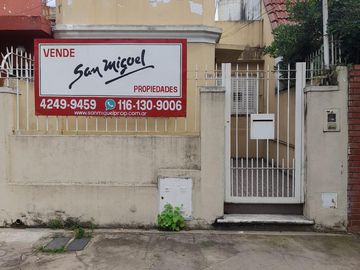 VENDE
San Miguel
PROPIEDADES
4249-9459 116-130-9006
www.sanmiguelprop.com.ar